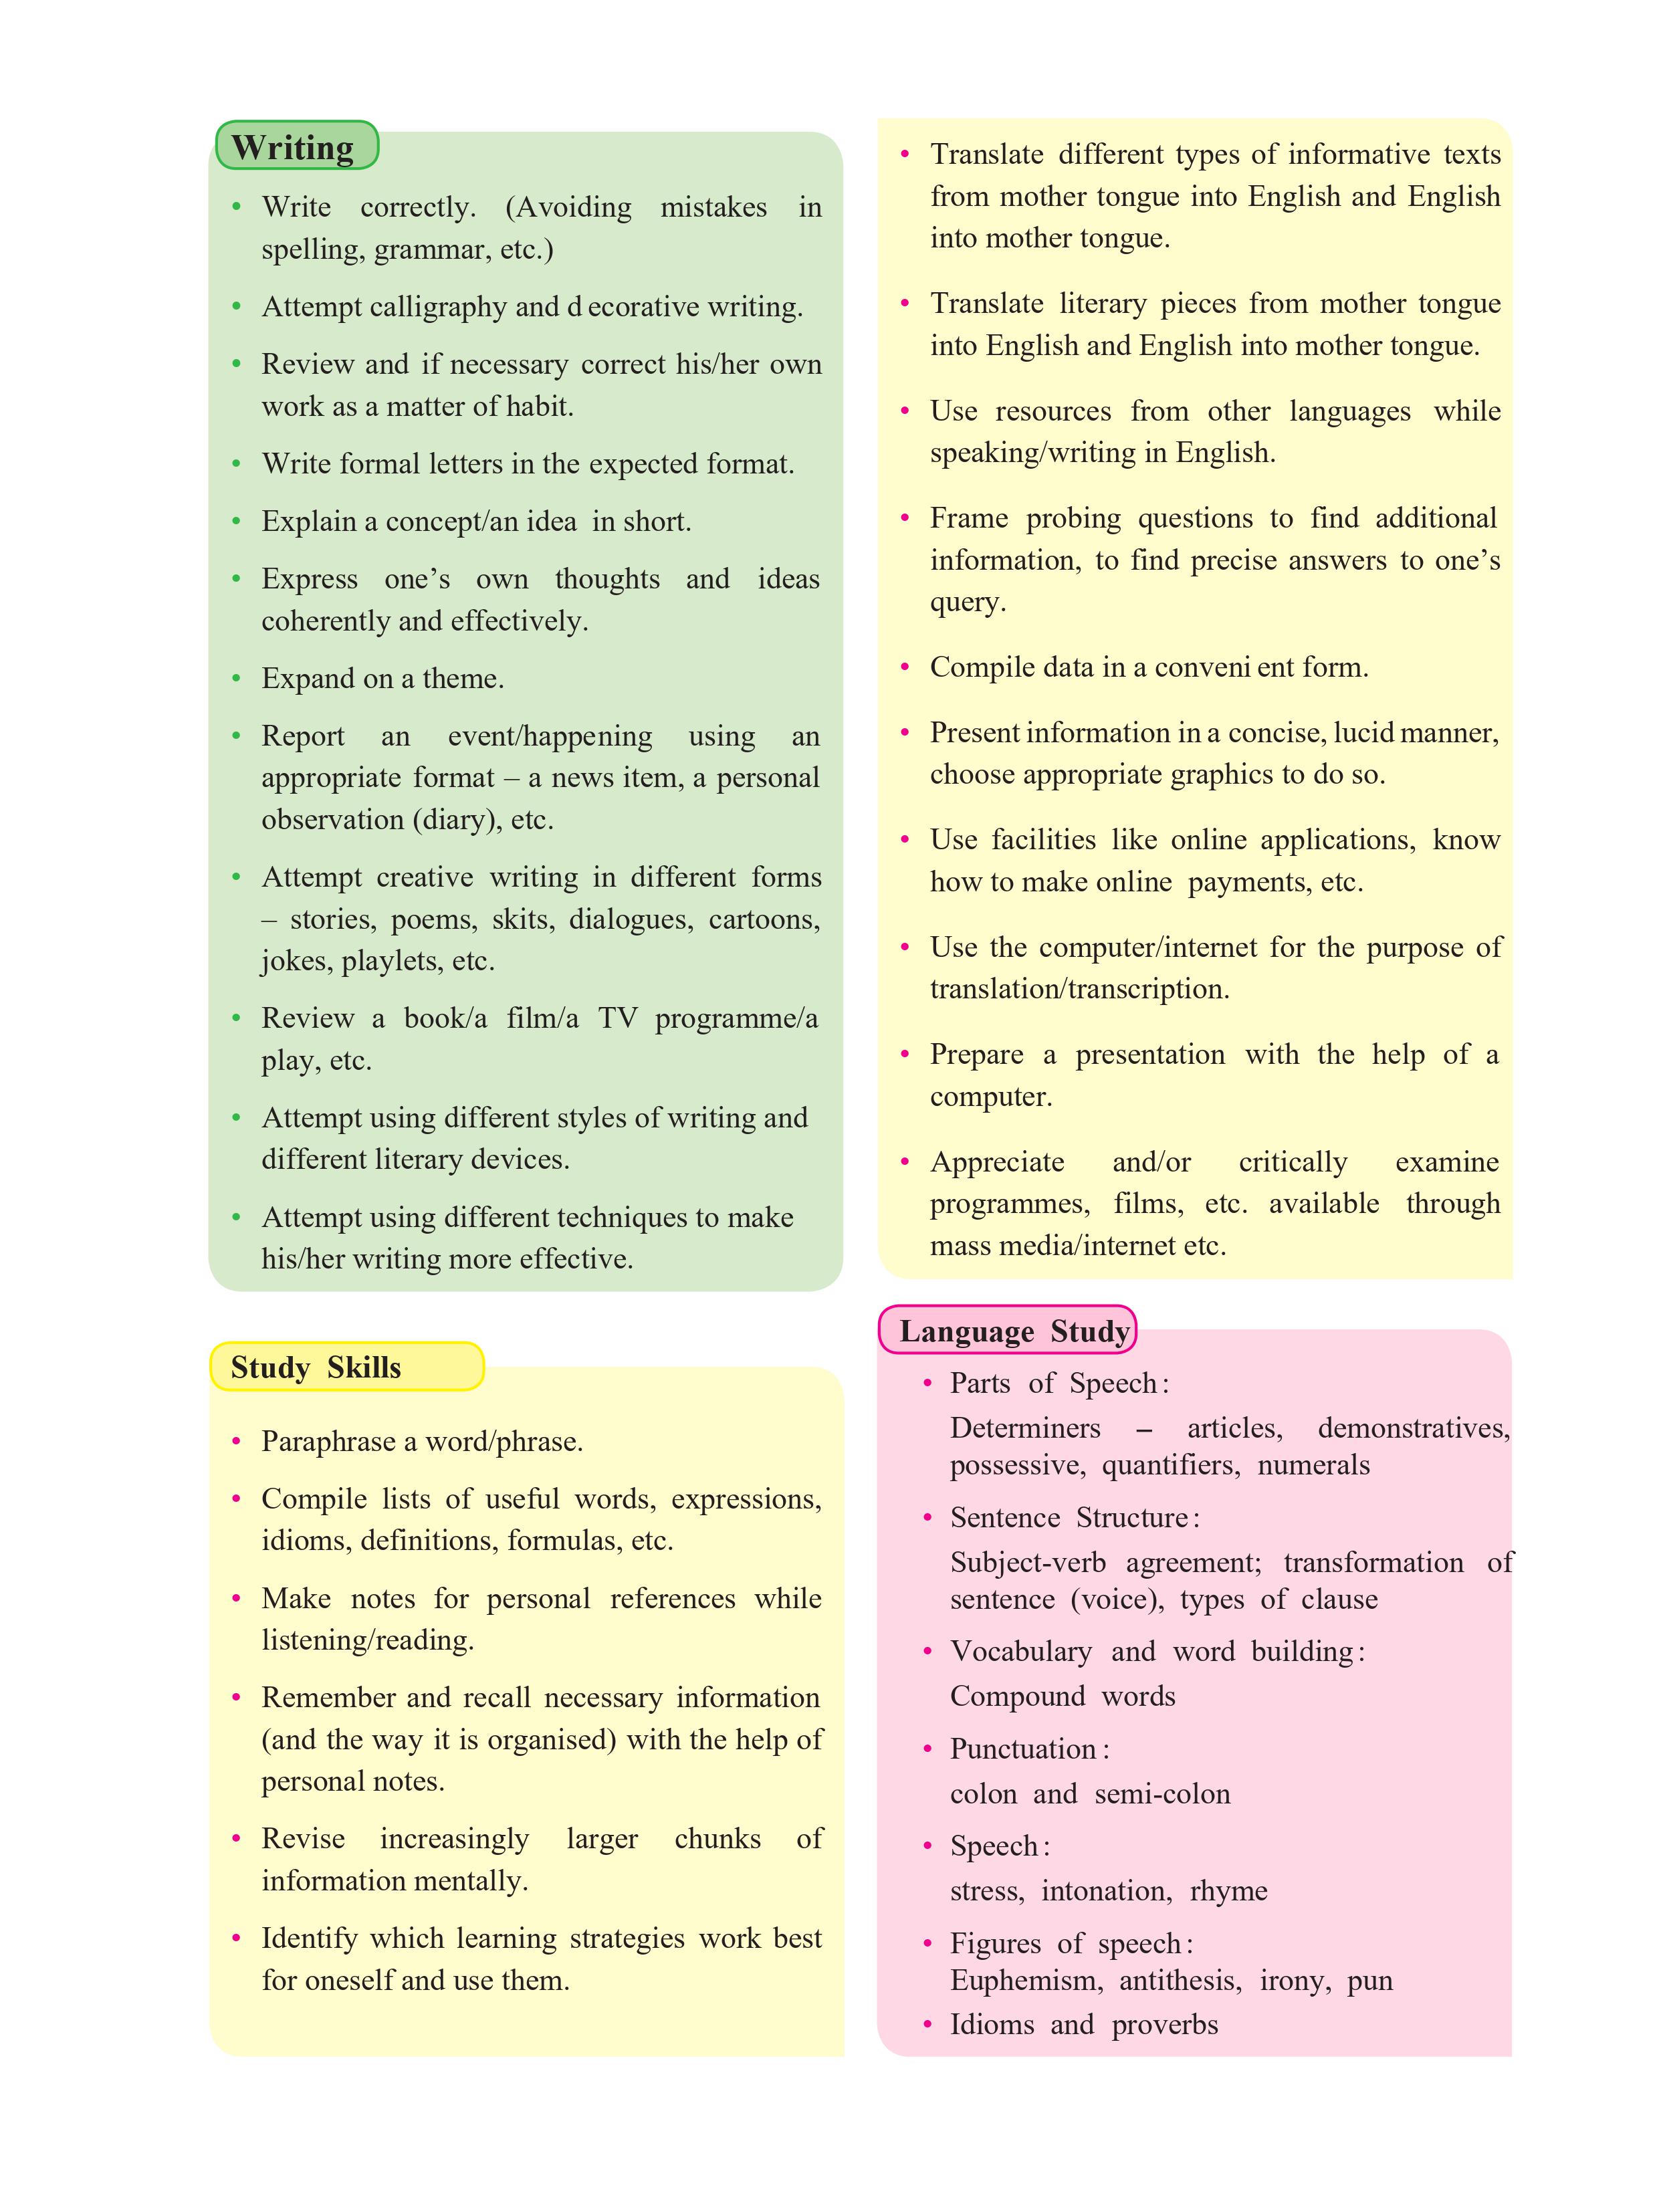 Writing
• Write correctly. (Avoiding mistakes in
spelling, grammar, etc.)
• Attempt calligraphy and d ecorative writing.
• Review and if necessary correct his/her own
work as a matter of habit.
• Write formal letters in the expected format.
• Explain a concept/an idea in short.
• Express one’s own thoughts and ideas
coherently and effectively.
• Expand on a theme.
• Report an event/happening using an
appropriate format – a news item, a personal
observation (diary), etc.
• Attempt creative writing in different forms
– stories, poems, skits, dialogues, cartoons,
jokes, playlets, etc.
• Review a book/a film/a TV programme/a
play, etc.
• Attempt using different styles of writing and
different literary devices.
• Attempt using different techniques to make
his/her writing more effective.
Study Skills
• Paraphrase a word/phrase.
• Compile lists of useful words, expressions,
idioms, definitions, formulas, etc.
• Make notes for personal references while
listening/reading.
• Remember and recall necessary information
(and the way it is organised) with the help of
personal notes.
• Revise increasingly larger chunks of
information mentally.
• Identify which learning strategies work best
for oneself and use them.
• Translate different types of informative texts
from mother tongue into English and English
into mother tongue.
• Translate literary pieces from mother tongue
into English and English into mother tongue.
• Use resources from other languages while
speaking/writing in English.
• Frame probing questions to find additional
information, to find precise answers to one’s
query.
• Compile data in a conveni ent form.
• Present information in a concise, lucid manner,
choose appropriate graphics to do so.
• Use facilities like online applications, know
how to make online payments, etc.
• Use the computer/internet for the purpose of
translation/transcription.
• Prepare a presentation with the help of a
computer.
• Appreciate and/or critically examine
programmes, films, etc. available through
mass media/internet etc.
Language Study
• Parts of Speech :
Determiners – articles, demonstratives,
possessive, quantifiers, numerals
• Sentence Structure :
Subject-verb agreement; transformation of
sentence (voice), types of clause
• Vocabulary and word building :
Compound words
• Punctuation :
colon and semi-colon
• Speech :
stress, intonation, rhyme
• Figures of speech :
Euphemism, antithesis, irony, pun
• Idioms and proverbs